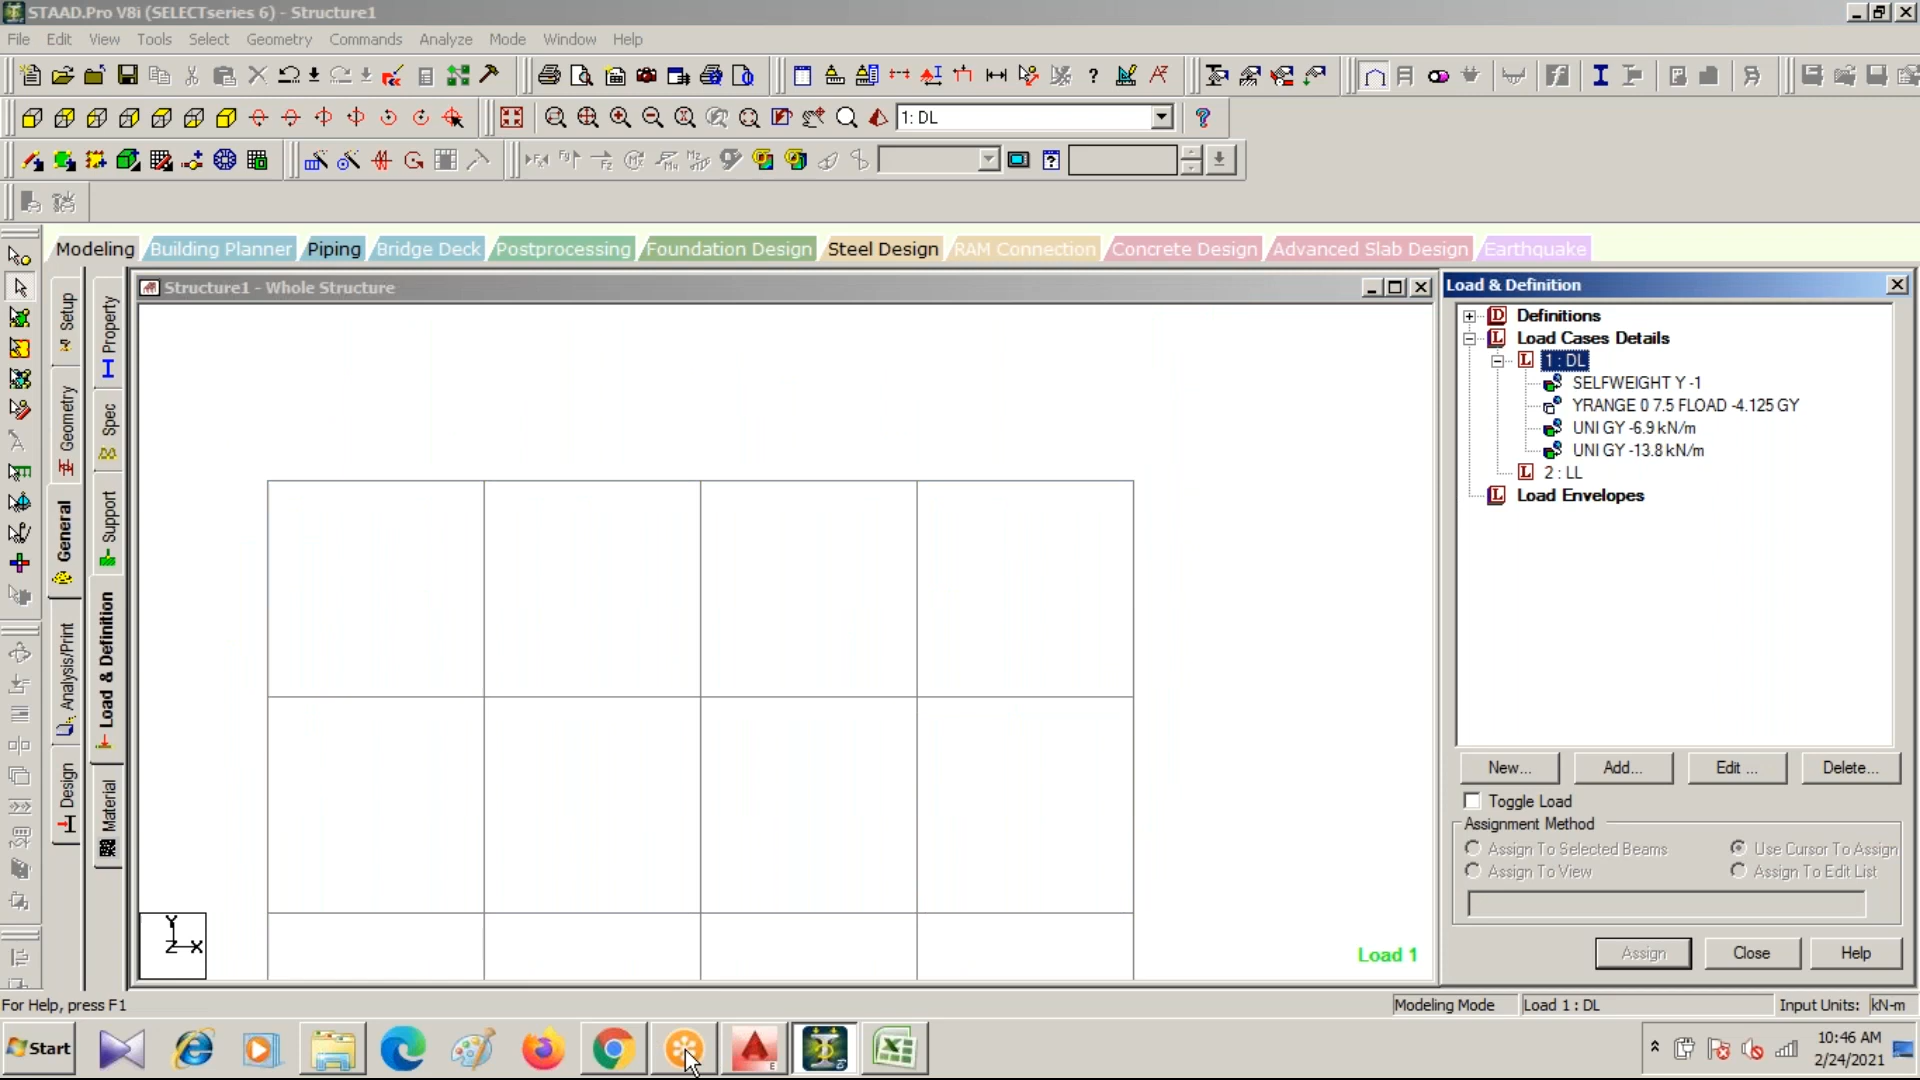 STAAD.Pro V8i (SELECTseries 6) - Structure1
File Edit View Tools Select Geometry Commands Analyze Mode Window Help
1: DL
Modeling Building Planner Piping Bridge Deck Postprocessing Foundation Design Steel Design RAM Connection Concrete Design Advanced Slab Design Earthquake
Setup
Geometry
General
Analysis/Print
Design
Property
Spec
Support
Load & Definition
Material
Structure1 - Whole Structure
Y
Z X
Load 1
Load & Definition
Definitions
Load Cases Details
1 : DL
SELFWEIGHT Y -1
YRANGE 0 7.5 FLOAD -4.125 GY
UNI GY -6.9 kN/m
UNI GY -13.8 kN/m
2 : LL
Load Envelopes
New... Add... Edit ... Delete...
Toggle Load
Assignment Method
Assign To Selected Beams Use Cursor To Assign
Assign To View Assign To Edit List
Assign Close Help
For Help, press F1 Modeling Mode Load 1 : DL Input Units: kN-m
Start
10:46 AM
2/24/2021